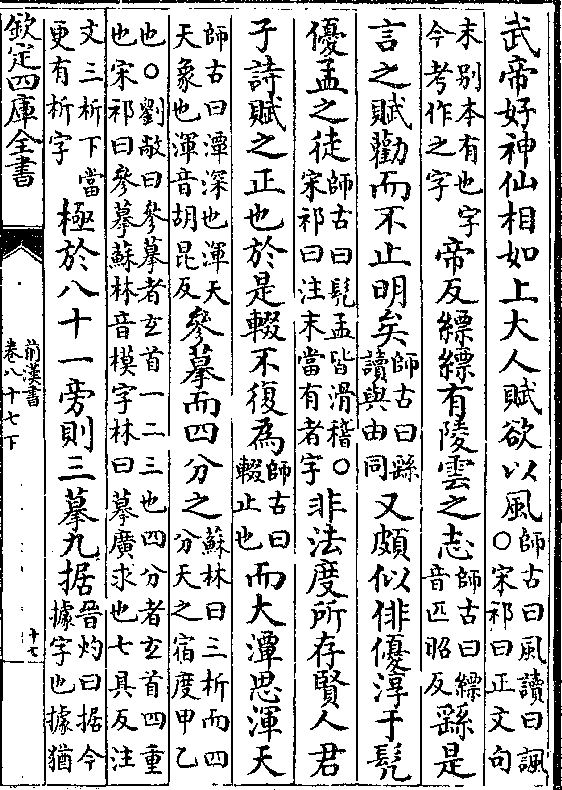 武帝好神仙相如上大人賦欲以風師古曰風讀曰諷○宋祁曰正文句
末别本有也字今考作之字帝反縹縹有陵雲之志師古曰縹音匹昭反繇是
言之賦勸而不止明矣師古曰繇讀與由同又頗似俳優淳于髡
優孟之徒師古曰髡孟皆滑稽○宋祁曰注末當有者字非法度所存賢人君
子詩賦之正也於是輟不復為師古曰輟止也而大潭思渾天
師古曰潭深也渾天天象也渾音胡昆反參摹而四分之蘇林曰三析而四分天之宿度甲乙
也○劉敞曰參摹者玄首一二三也四分者玄首四重
也宋祁曰參摹蘇林音模字林曰摹廣求也七具反注
文三析下當更有析字極於八十一旁則三摹九据晉灼曰据今據字也據猶
欽定四庫全書
前漢書
卷八十七下
十七